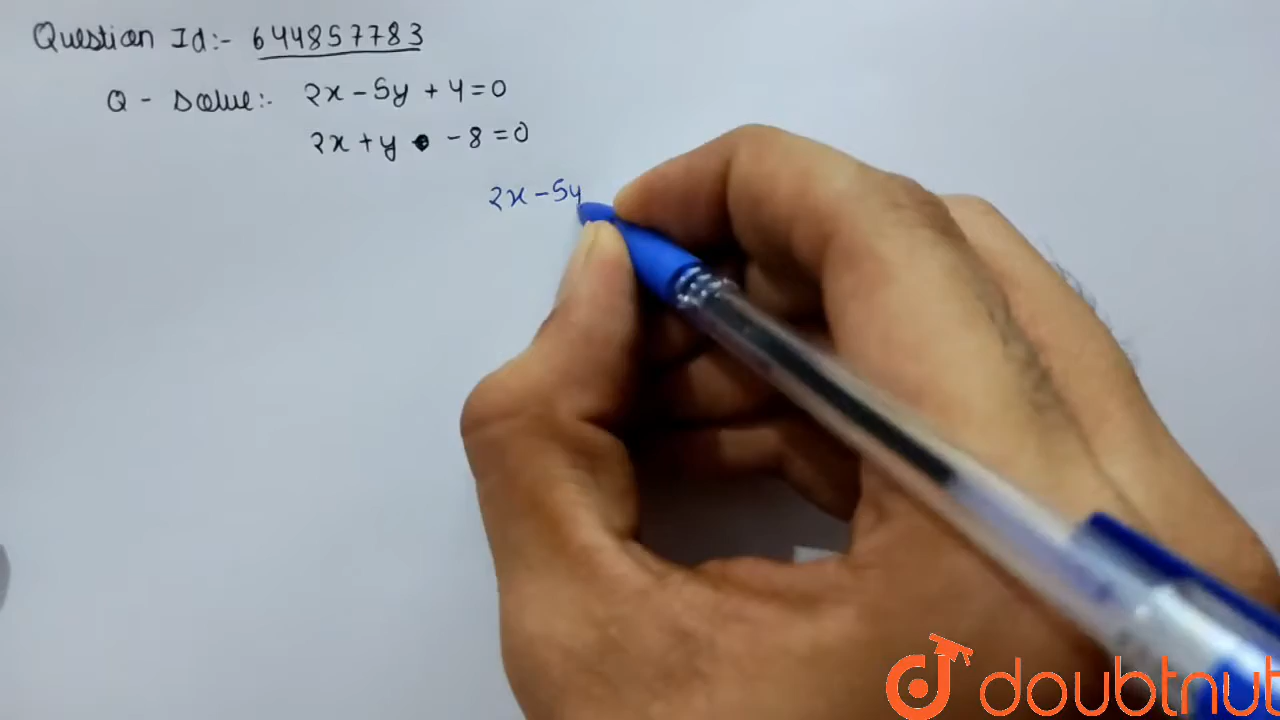 Question Id:- 644857783
Q - Solve:- 2x - 5y + 4 = 0
2x + y - 8 = 0
2x - 5y
doubtnut